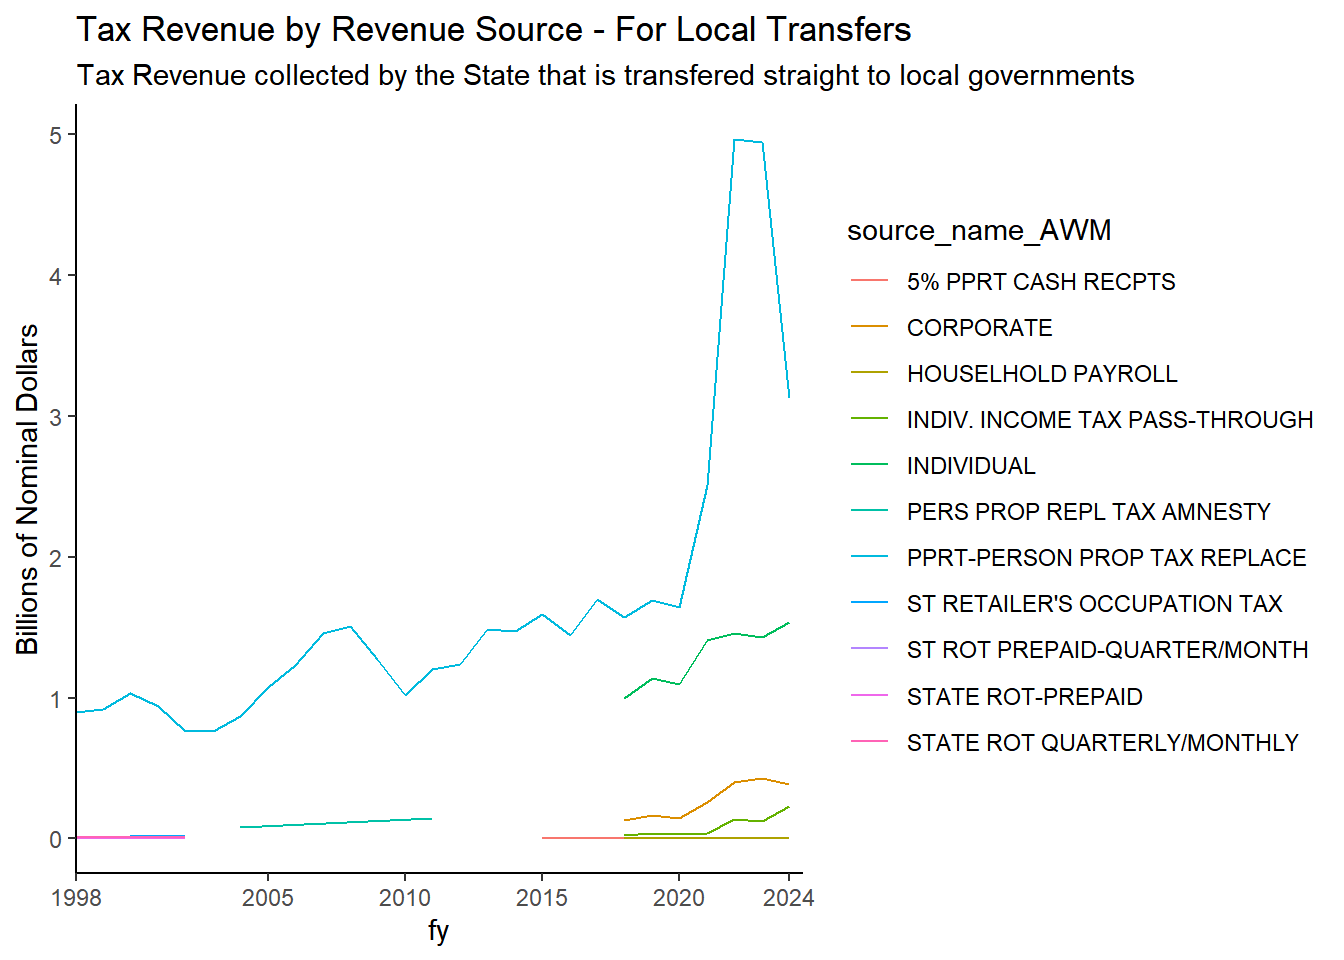 Tax Revenue by Revenue Source - For Local Transfers
Tax Revenue collected by the State that is transfered straight to local governments
Billions of Nominal Dollars
5
4
3
2
1
0
1998
2005
2010
2015
2020
2024
fy
source_name_AWM
5% PPRT CASH RECPTS
CORPORATE
HOUSELHOLD PAYROLL
INDIV. INCOME TAX PASS-THROUGH
INDIVIDUAL
PERS PROP REPL TAX AMNESTY
PPRT-PERSON PROP TAX REPLACE
ST RETAILER'S OCCUPATION TAX
ST ROT PREPAID-QUARTER/MONTH
STATE ROT-PREPAID
STATE ROT QUARTERLY/MONTHLY